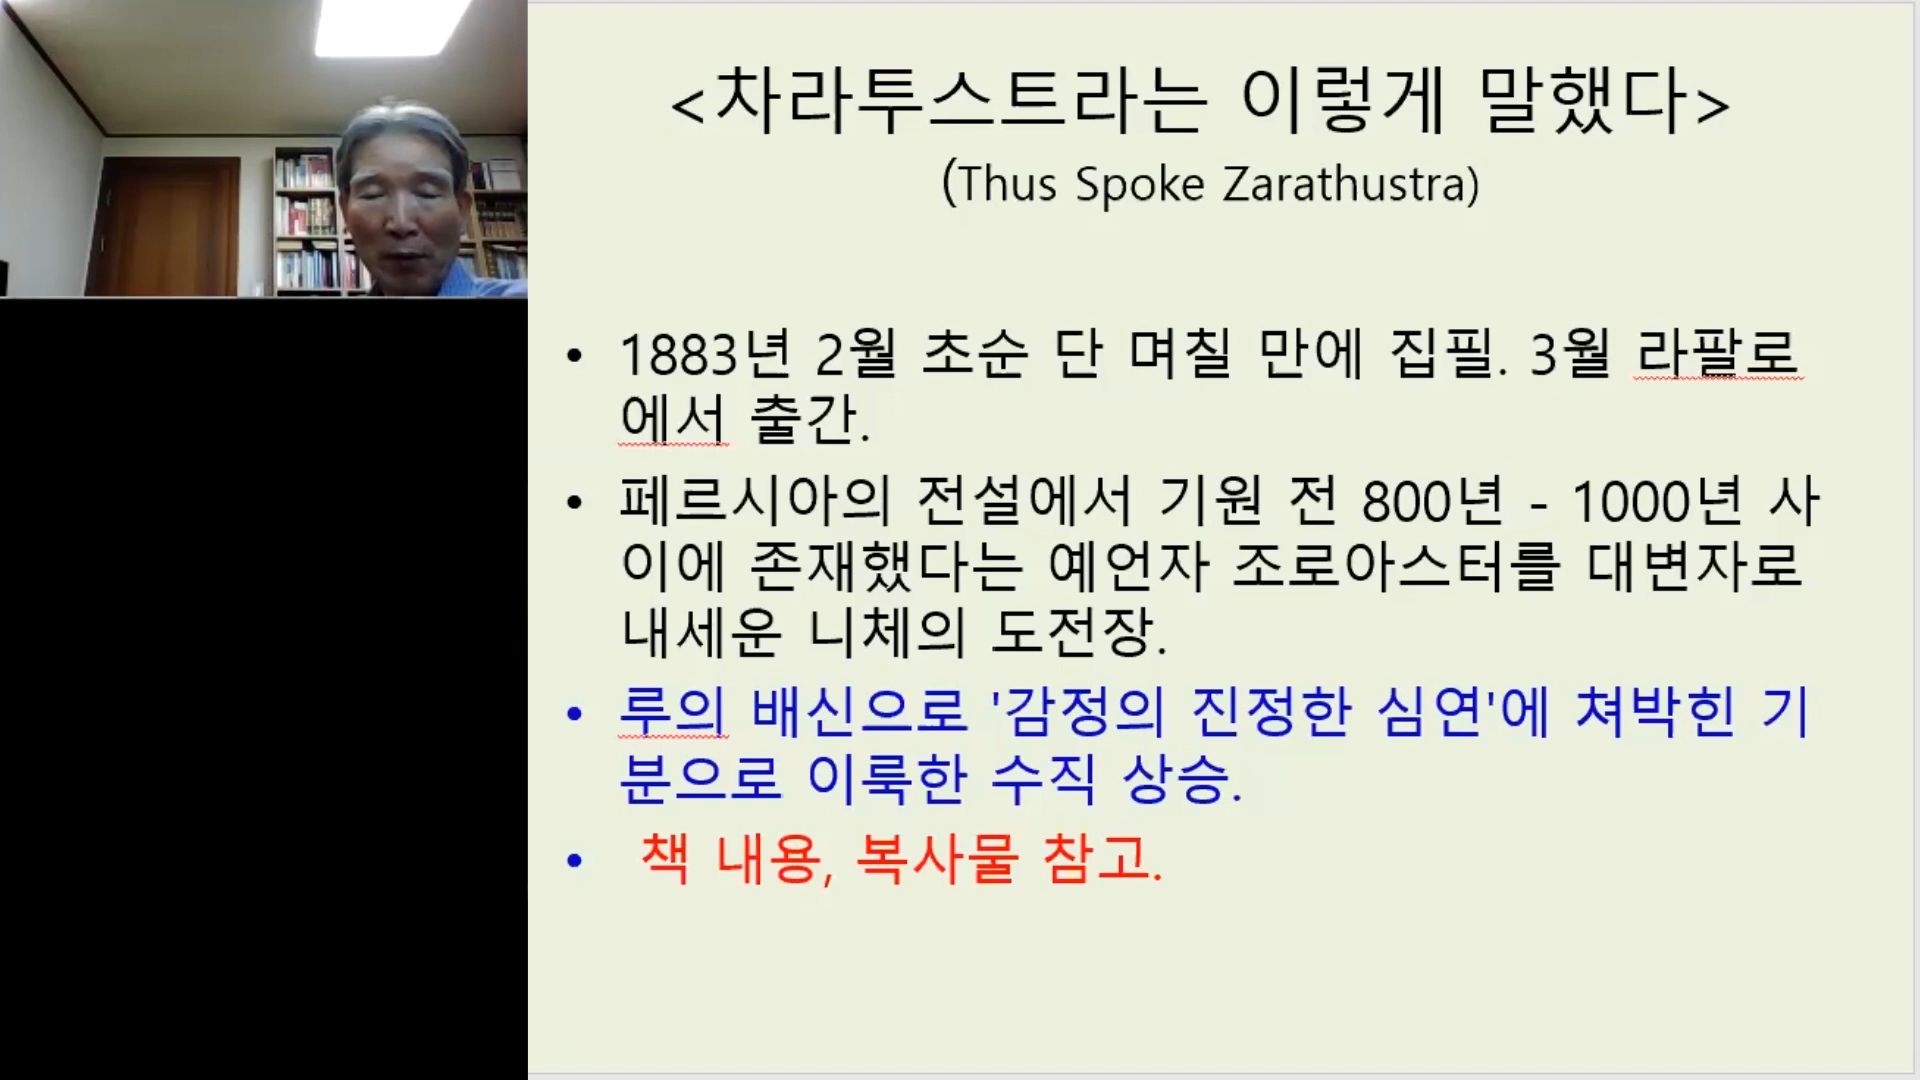 <차라투스트라는 이렇게 말했다>
(Thus Spoke Zarathustra)
• 1883년 2월 초순 단 며칠 만에 집필. 3월 라팔로
에서 출간.
• 페르시아의 전설에서 기원 전 800년 - 1000년 사
이에 존재했다는 예언자 조로아스터를 대변자로
내세운 니체의 도전장.
• 루의 배신으로 '감정의 진정한 심연'에 쳐박힌 기
분으로 이룩한 수직 상승.
• 책 내용, 복사물 참고.